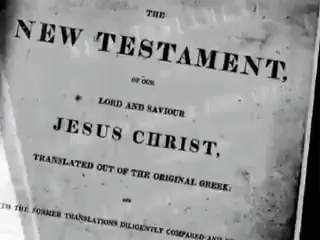 THE
NEW TESTAMENT,
OF OUR
LORD AND SAVIOUR
JESUS CHRIST,
TRANSLATED OUT OF THE ORIGINAL GREEK:
AND
THE FORMER TRANSLATIONS DILIGENTLY COMPARED AND